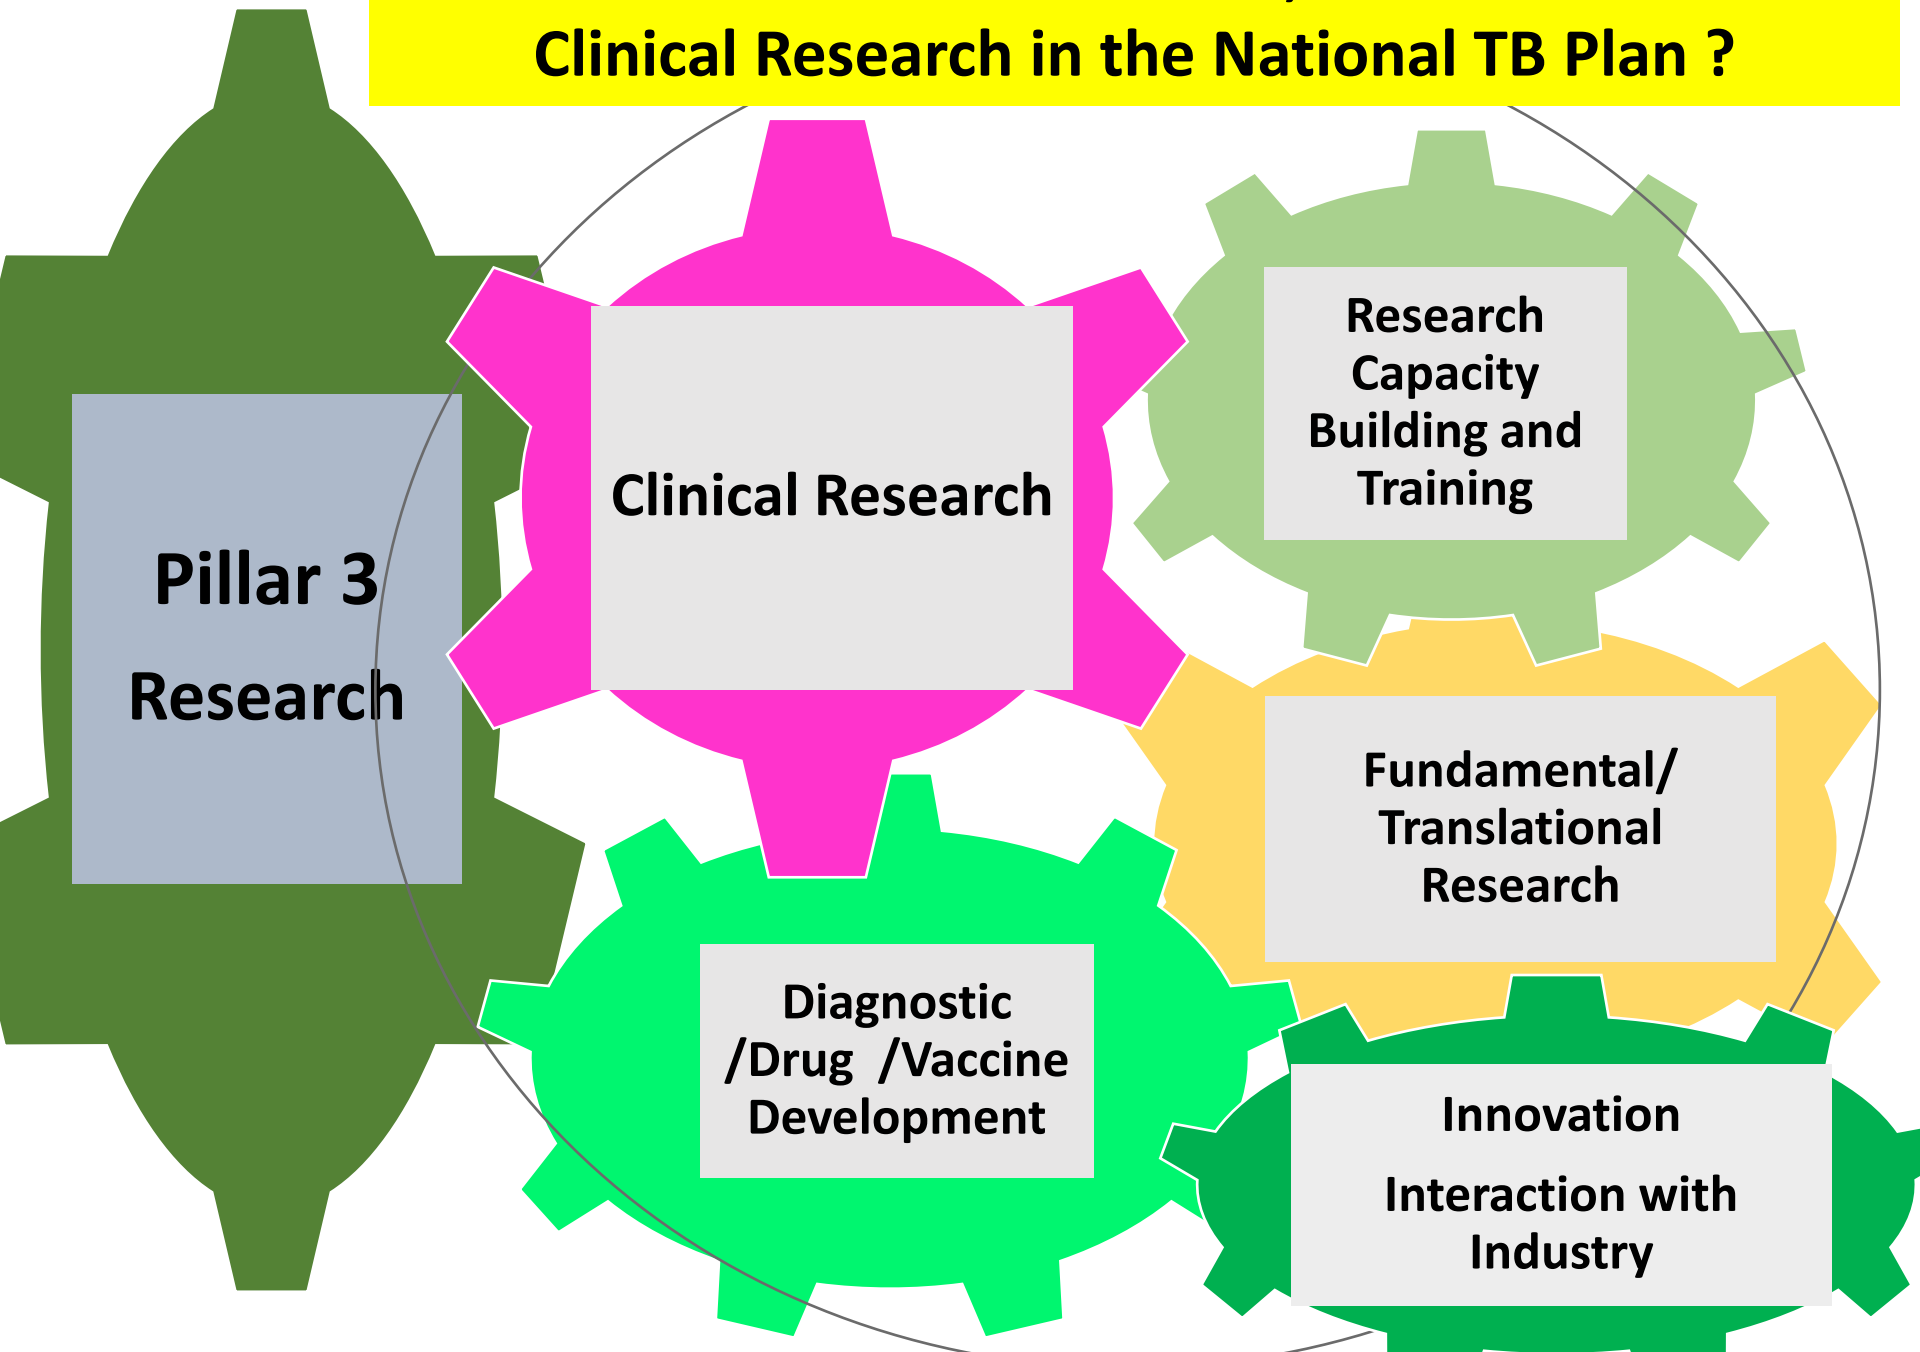 Clinical Research in the National TB Plan ?
Pillar 3
Research
Clinical Research
Research
Capacity
Building and
Training
Fundamental/
Translational
Research
Diagnostic
/Drug  /Vaccine
Development
Innovation
Interaction with
Industry